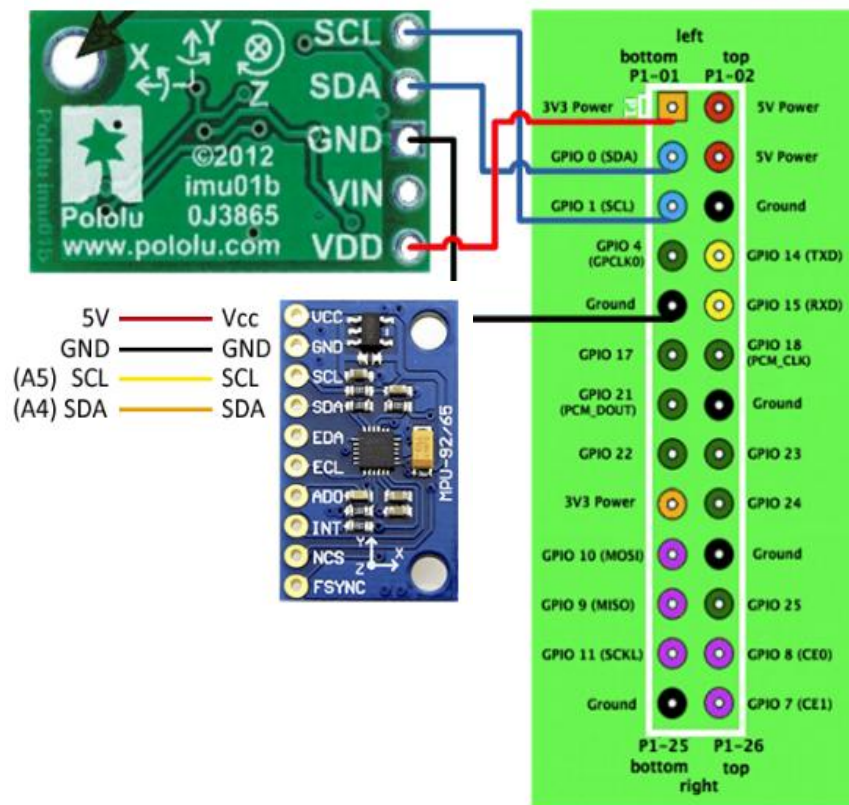 SCL
SDA
GND
VIN
VDD
X
Y
Z
©2012
imu01b
0J3865
Pololu
www.pololu.com
Pololu imu01b
5V Vcc
GND GND
(A5) SCL SCL
(A4) SDA SDA
VCC
GND
SCL
SDA
EDA
ECL
ADO
INT
NCS
FSYNC
MPU-92/65
Y
Z X
left
bottom top
P1-01 P1-02
3V3 Power 5V Power
GPIO 0 (SDA) 5V Power
GPIO 1 (SCL) Ground
GPIO 4
(GPCLK0)
GPIO 14 (TXD)
Ground GPIO 15 (RXD)
GPIO 17
GPIO 18
(PCM_CLK)
GPIO 21
(PCM_DOUT)
Ground
GPIO 22 GPIO 23
3V3 Power GPIO 24
GPIO 10 (MOSI) Ground
GPIO 9 (MISO) GPIO 25
GPIO 11 (SCKL) GPIO 8 (CE0)
Ground GPIO 7 (CE1)
P1-25 P1-26
bottom top
right